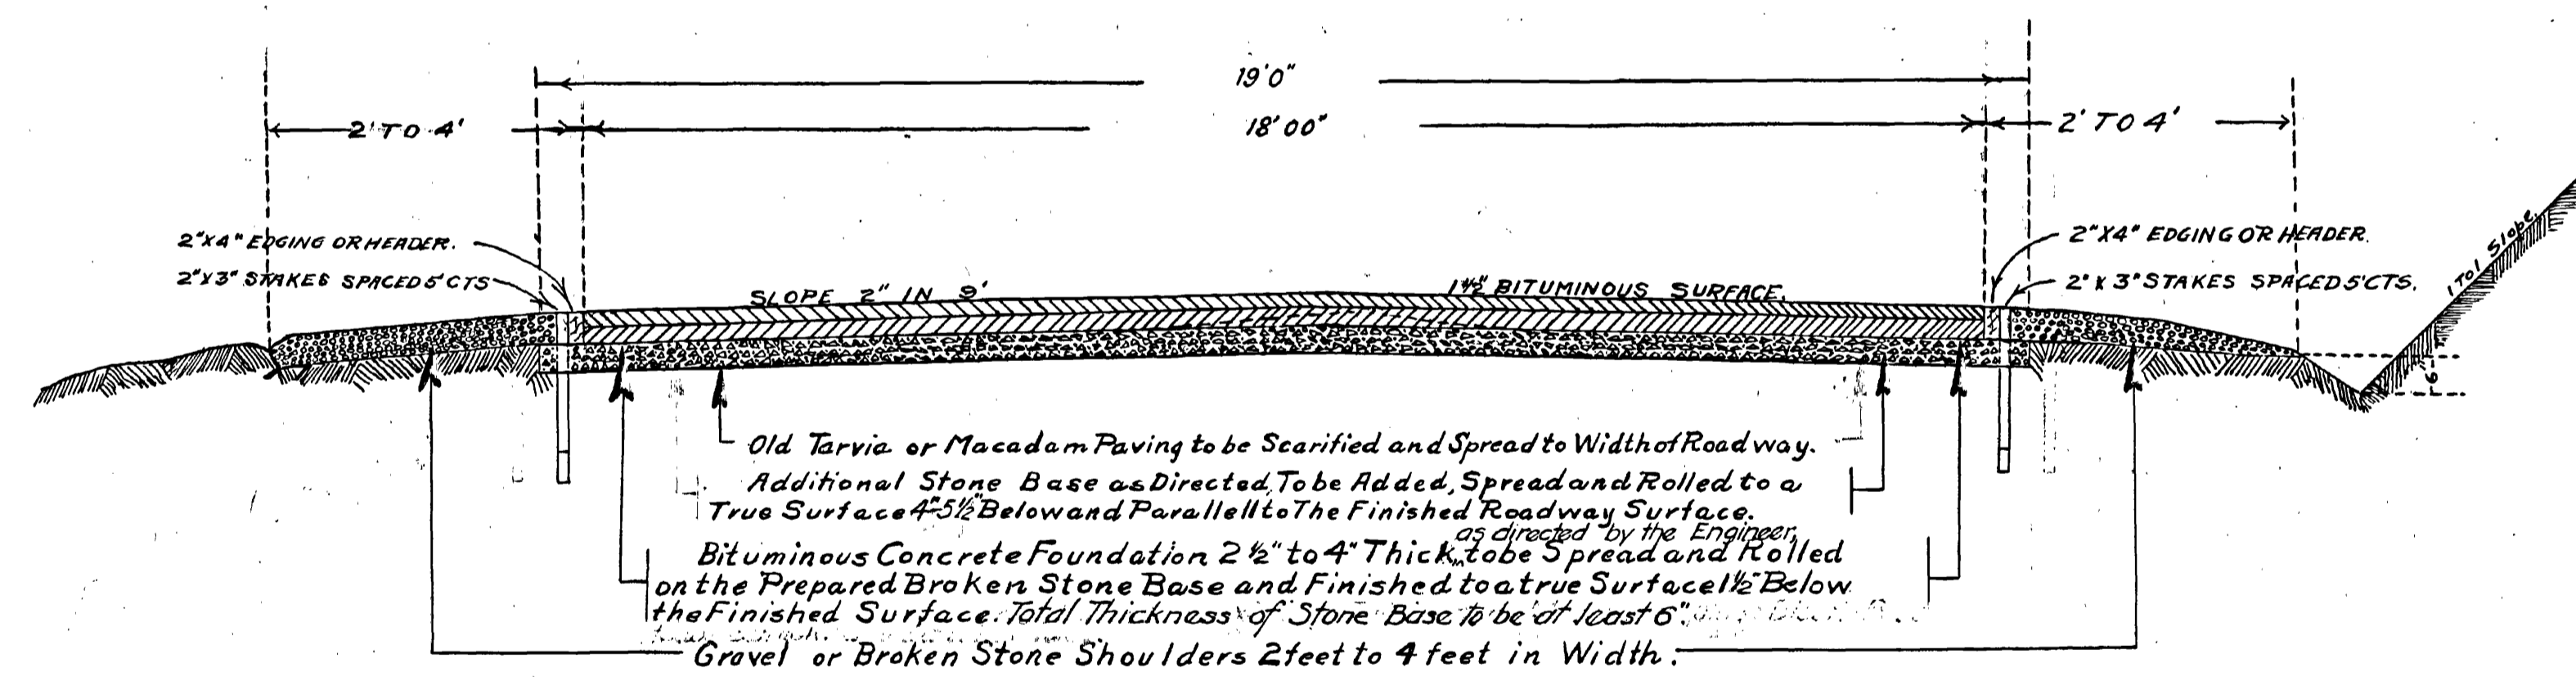 19'0"
18'00"
2' TO 4'
2' TO 4'
2"X4" EDGING OR HEADER.
2"X3" STAKES SPACED 5' CTS
2"X4" EDGING OR HEADER.
2" X 3" STAKES SPACED 5' CTS.
1 TO 1 Slope.
SLOPE 2" IN 9'
1½" BITUMINOUS SURFACE.
6"
Old Tarvia or Macadam Paving to be Scarified and Spread to Width of Roadway.
Additional Stone Base as Directed, To be Added, Spread and Rolled to a
True Surface 4"-5½" Below and Parallell to The Finished Roadway Surface.
as directed by the Engineer,
Bituminous Concrete Foundation 2½" to 4" Thick, to be Spread and Rolled
on the Prepared Broken Stone Base and Finished to a true Surface 1½" Below
the Finished Surface. Total Thickness of Stone Base to be at least 6".
Gravel or Broken Stone Shoulders 2 feet to 4 feet in Width.